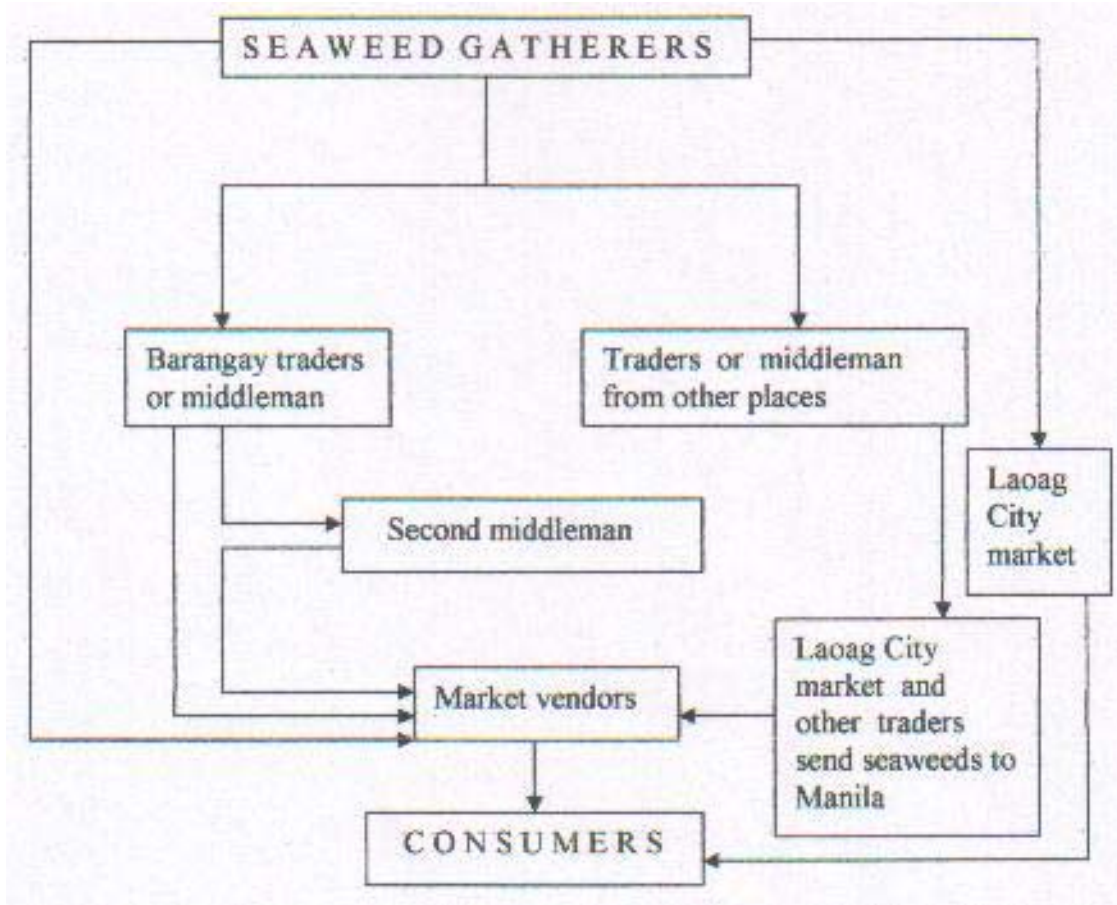 SEAWEED GATHERERS
Barangay traders
or middleman
Traders or middleman
from other places
Laoag
City
market
Second middleman
Laoag City
market and
other traders
send seaweeds to
Manila
Market vendors
CONSUMERS